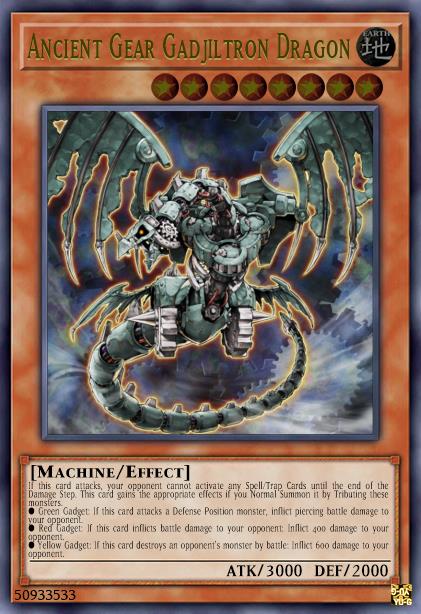 ANCIENT GEAR GADJILTRON DRAGON
EARTH
地
[MACHINE/EFFECT]
If this card attacks, your opponent cannot activate any Spell/Trap Cards until the end of the
Damage Step. This card gains the appropriate effects if you Normal Summon it by Tributing these
monsters.
● Green Gadget: If this card attacks a Defense Position monster, inflict piercing battle damage to
your opponent.
● Red Gadget: If this card inflicts battle damage to your opponent: Inflict 400 damage to your
opponent.
● Yellow Gadget: If this card destroys an opponent's monster by battle: Inflict 600 damage to your
opponent.
ATK/3000 DEF/2000
50933533